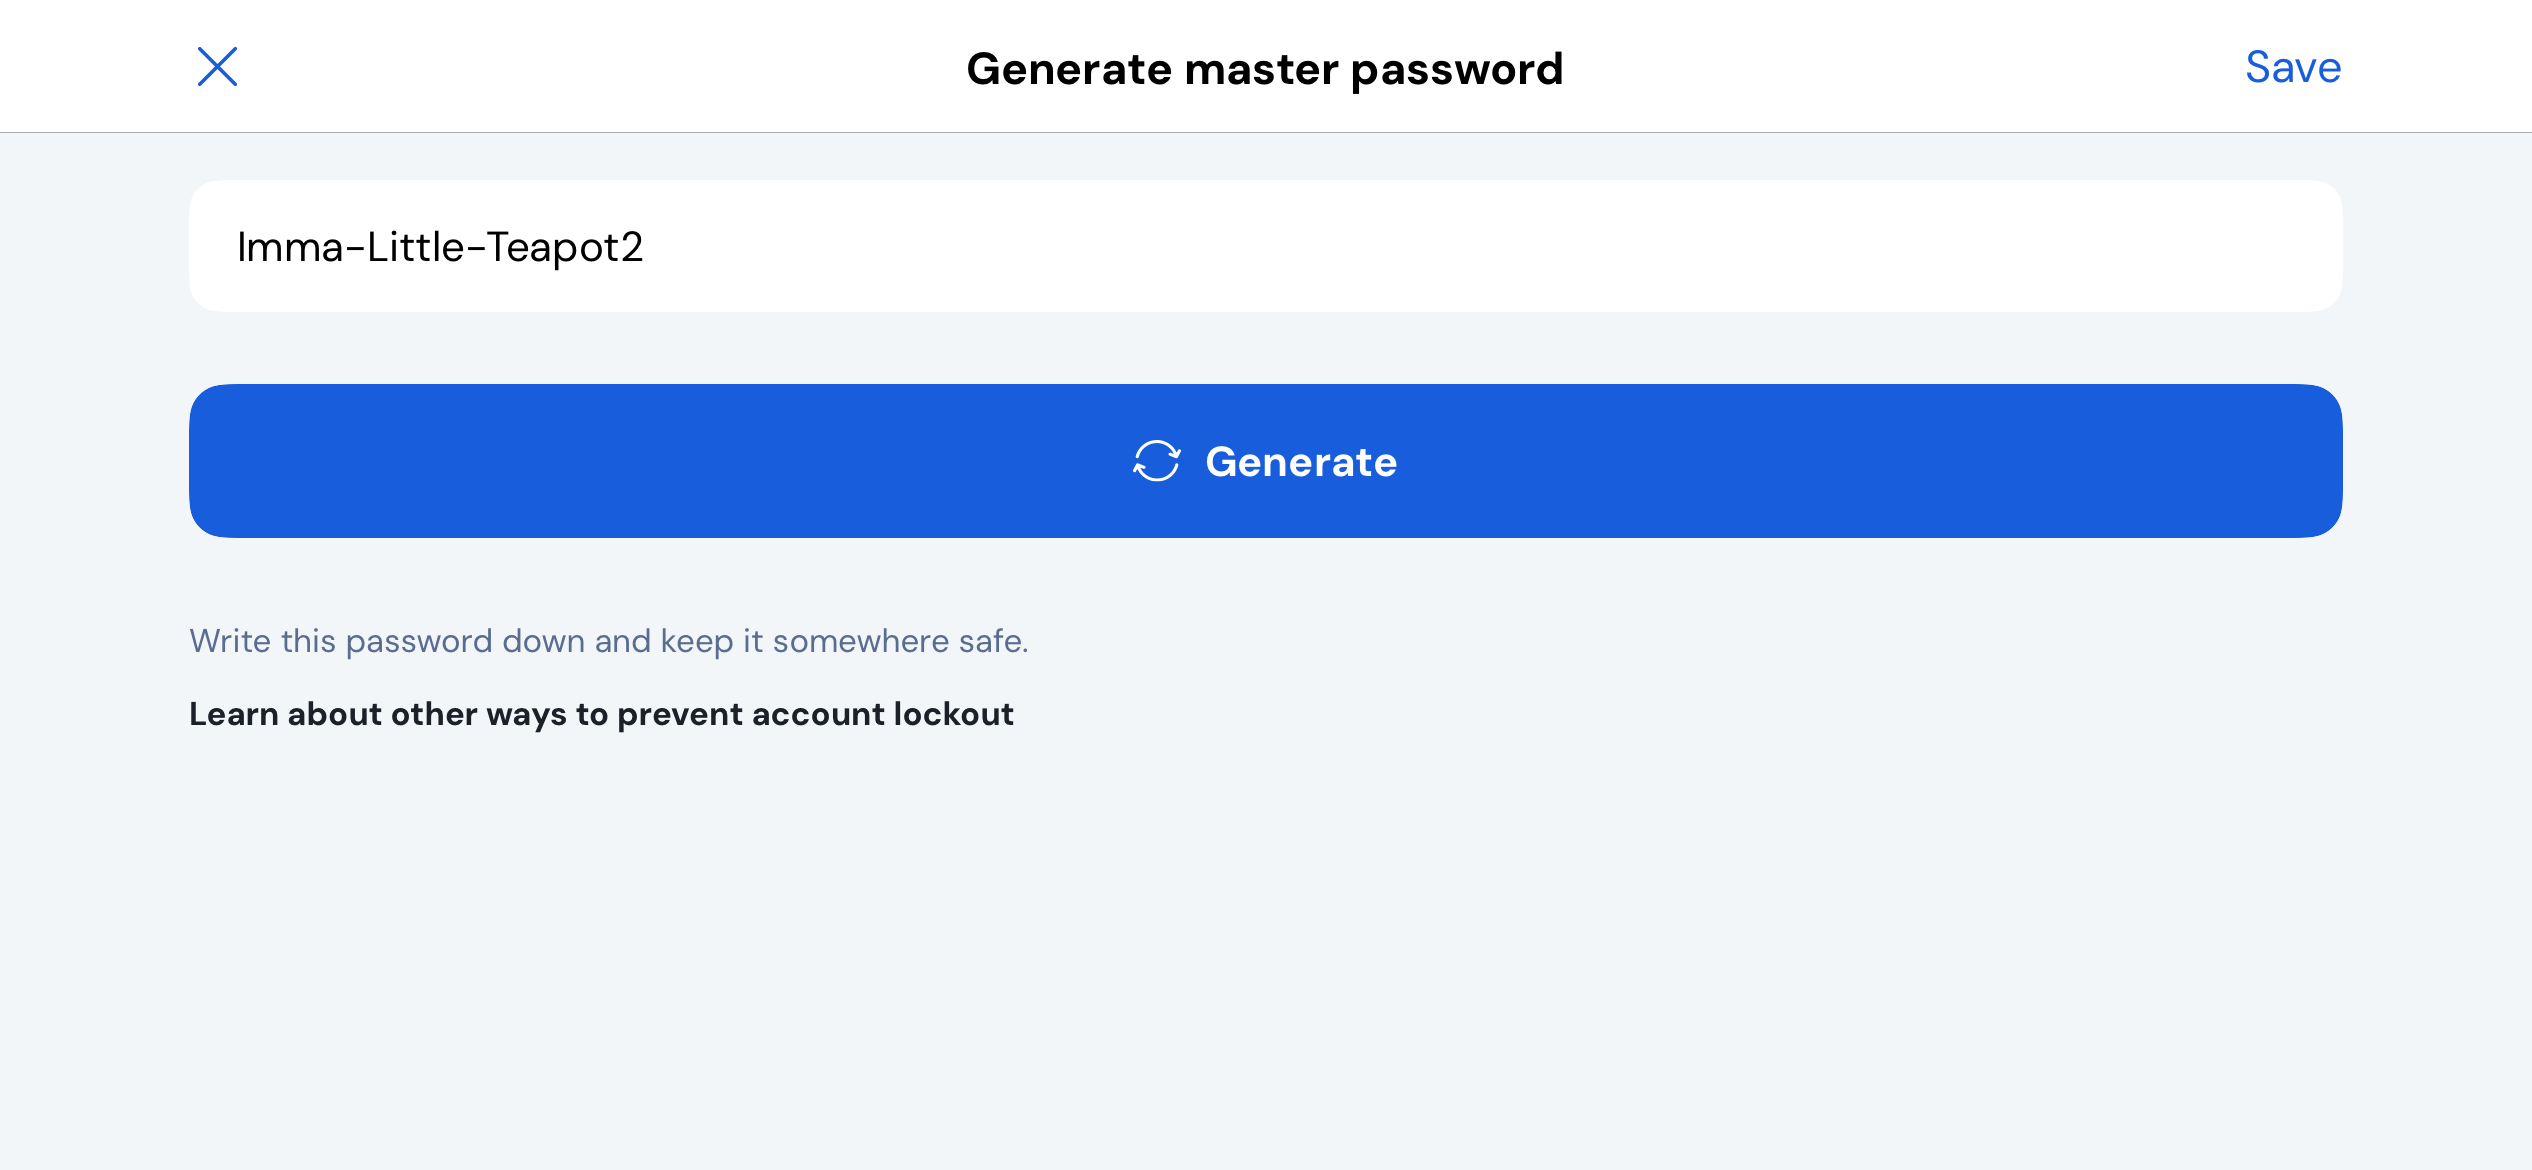 Generate master password
Save
Imma-Little-Teapot2
Generate
Write this password down and keep it somewhere safe.
Learn about other ways to prevent account lockout